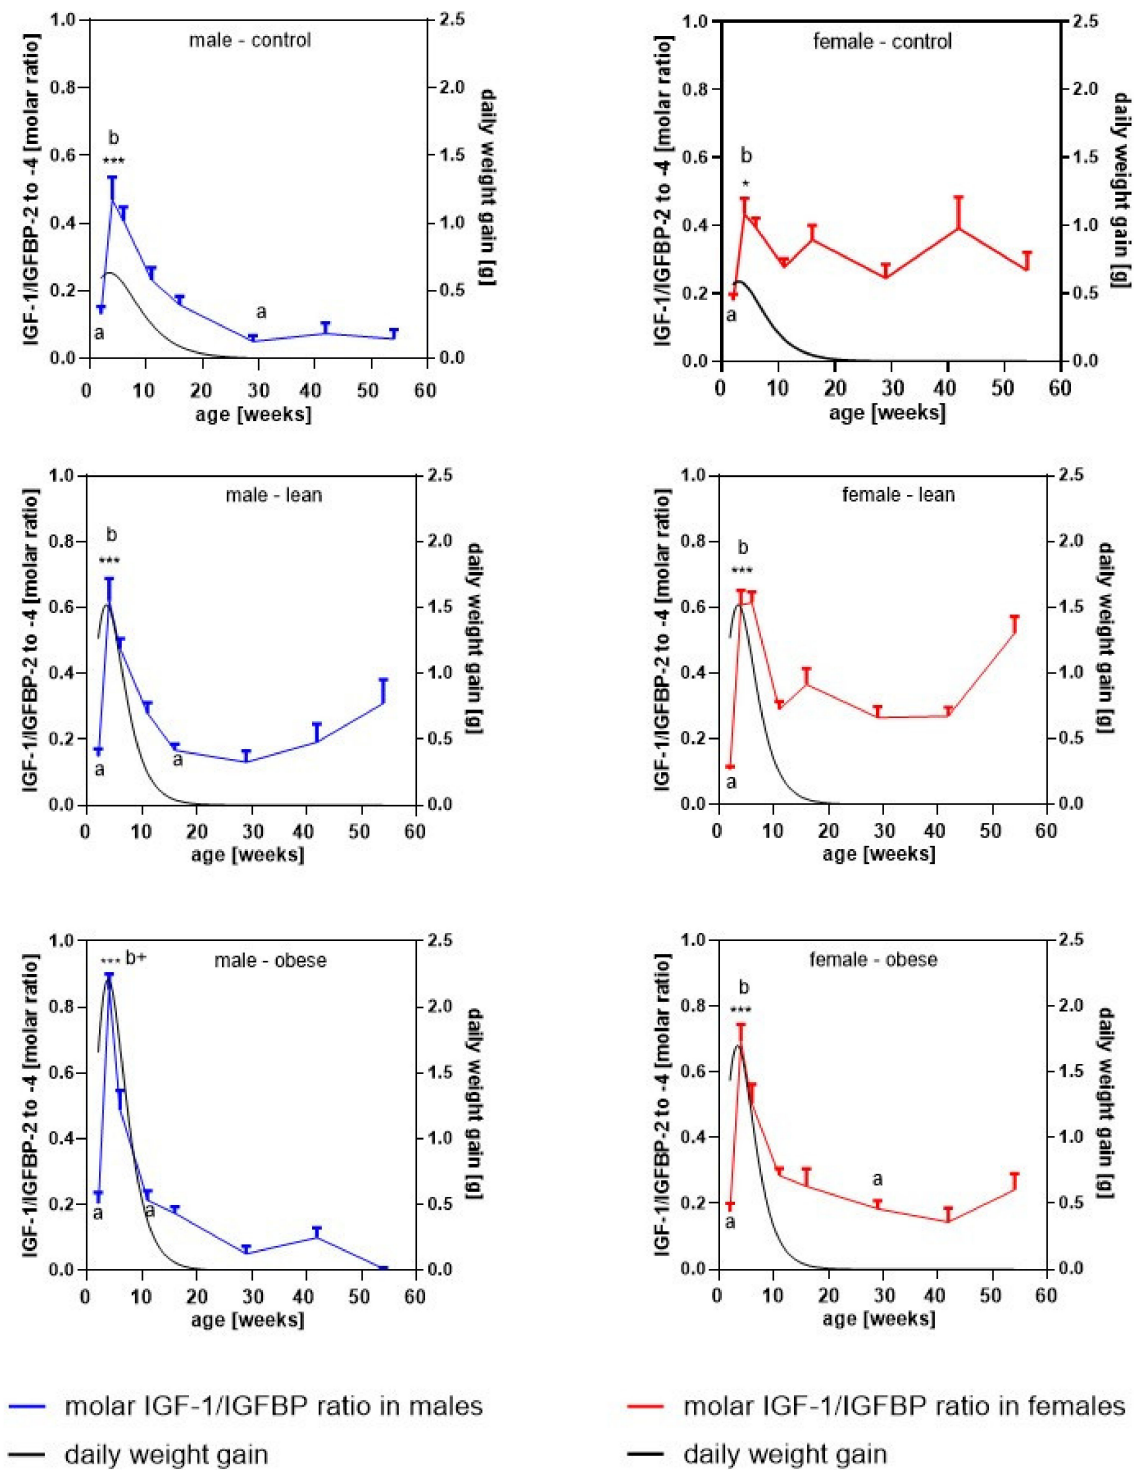 male - control
IGF-1/IGFBP-2 to -4 [molar ratio]
1.0
0.8
0.6
0.4
0.2
0.0
b
***
a
a
2.5
2.0
1.5
1.0
0.5
0.0
daily weight gain [g]
0 10 20 30 40 50 60
age [weeks]
female - control
IGF-1/IGFBP-2 to -4 [molar ratio]
1.0
0.8
0.6
0.4
0.2
0.0
b
*
a
2.5
2.0
1.5
1.0
0.5
0.0
daily weight gain [g]
0 10 20 30 40 50 60
age [weeks]
male - lean
IGF-1/IGFBP-2 to -4 [molar ratio]
1.0
0.8
0.6
0.4
0.2
0.0
b
***
a
a
2.5
2.0
1.5
1.0
0.5
0.0
daily weight gain [g]
0 10 20 30 40 50 60
age [weeks]
female - lean
IGF-1/IGFBP-2 to -4 [molar ratio]
1.0
0.8
0.6
0.4
0.2
0.0
b
***
a
2.5
2.0
1.5
1.0
0.5
0.0
daily weight gain [g]
0 10 20 30 40 50 60
age [weeks]
male - obese
IGF-1/IGFBP-2 to -4 [molar ratio]
1.0
0.8
0.6
0.4
0.2
0.0
*** b+
a
a
2.5
2.0
1.5
1.0
0.5
0.0
daily weight gain [g]
0 10 20 30 40 50 60
age [weeks]
female - obese
IGF-1/IGFBP-2 to -4 [molar ratio]
1.0
0.8
0.6
0.4
0.2
0.0
b
***
a
a
2.5
2.0
1.5
1.0
0.5
0.0
daily weight gain [g]
0 10 20 30 40 50 60
age [weeks]
molar IGF-1/IGFBP ratio in males
daily weight gain
molar IGF-1/IGFBP ratio in females
daily weight gain